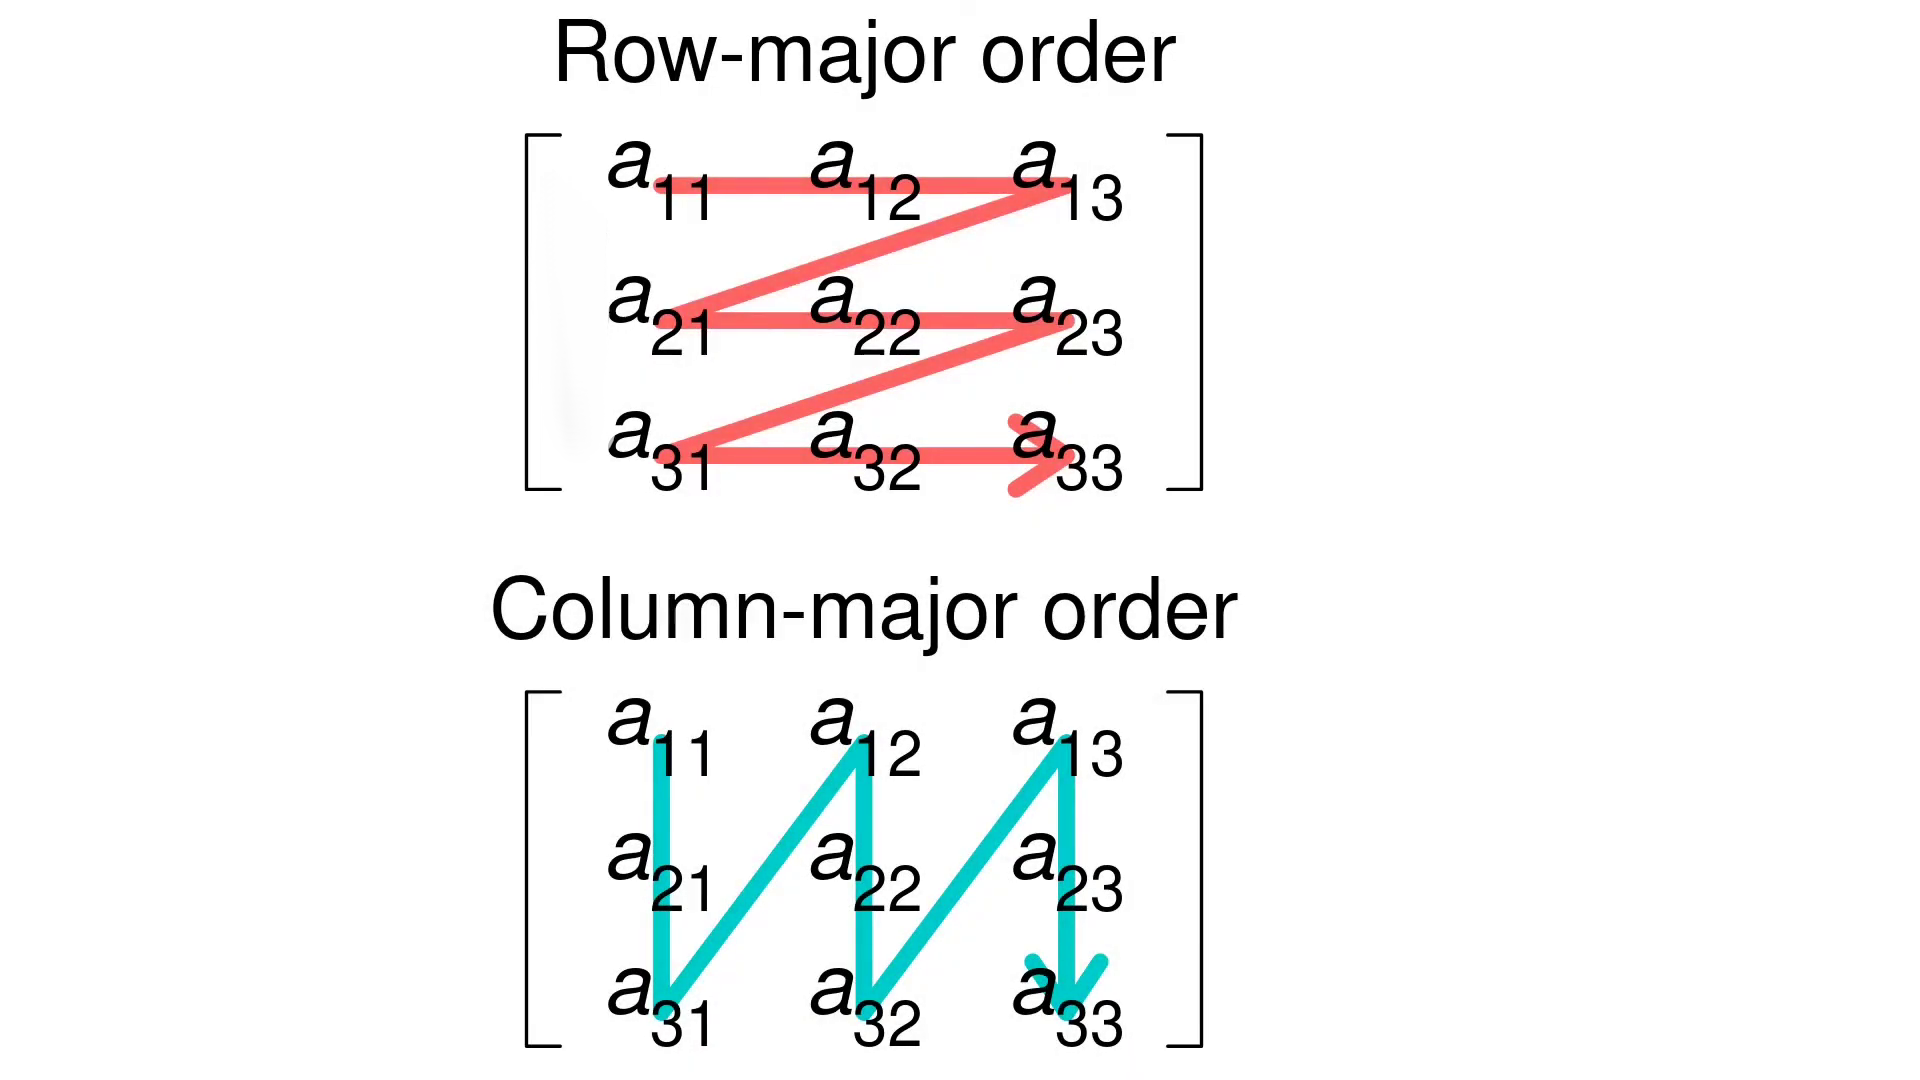 Row-major order
a11 a12 a13
a21 a22 a23
a31 a32 a33
Column-major order
a11 a12 a13
a21 a22 a23
a31 a32 a33